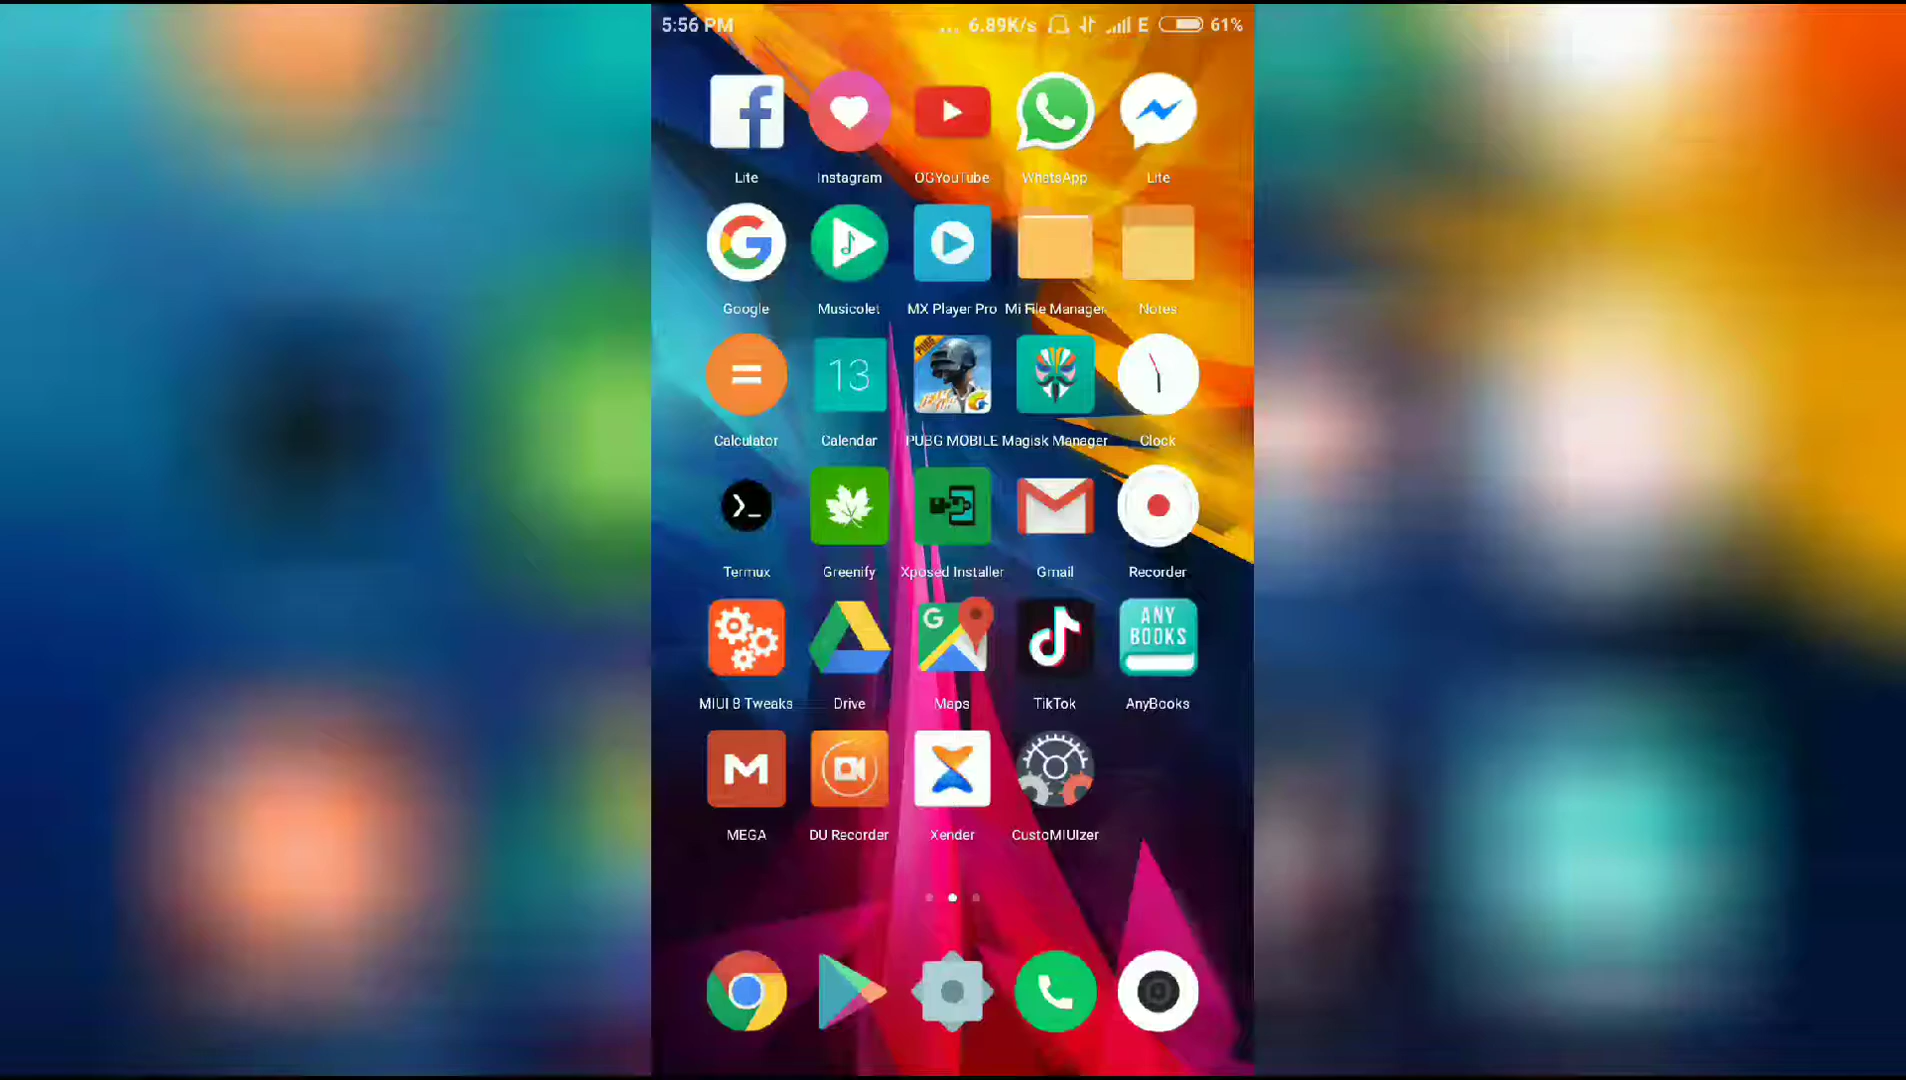 5:56 PM ... 6.89K/s E 61%
Lite Instagram OGYouTube WhatsApp Lite
Google Musicolet MX Player Pro Mi File Manager Notes
13
PUBG
Calculator Calendar PUBG MOBILE Magisk Manager Clock
Termux Greenify Xposed Installer Gmail Recorder
ANY
BOOKS
MIUI 8 Tweaks Drive Maps TikTok AnyBooks
MEGA DU Recorder Xender CustoMIUIzer